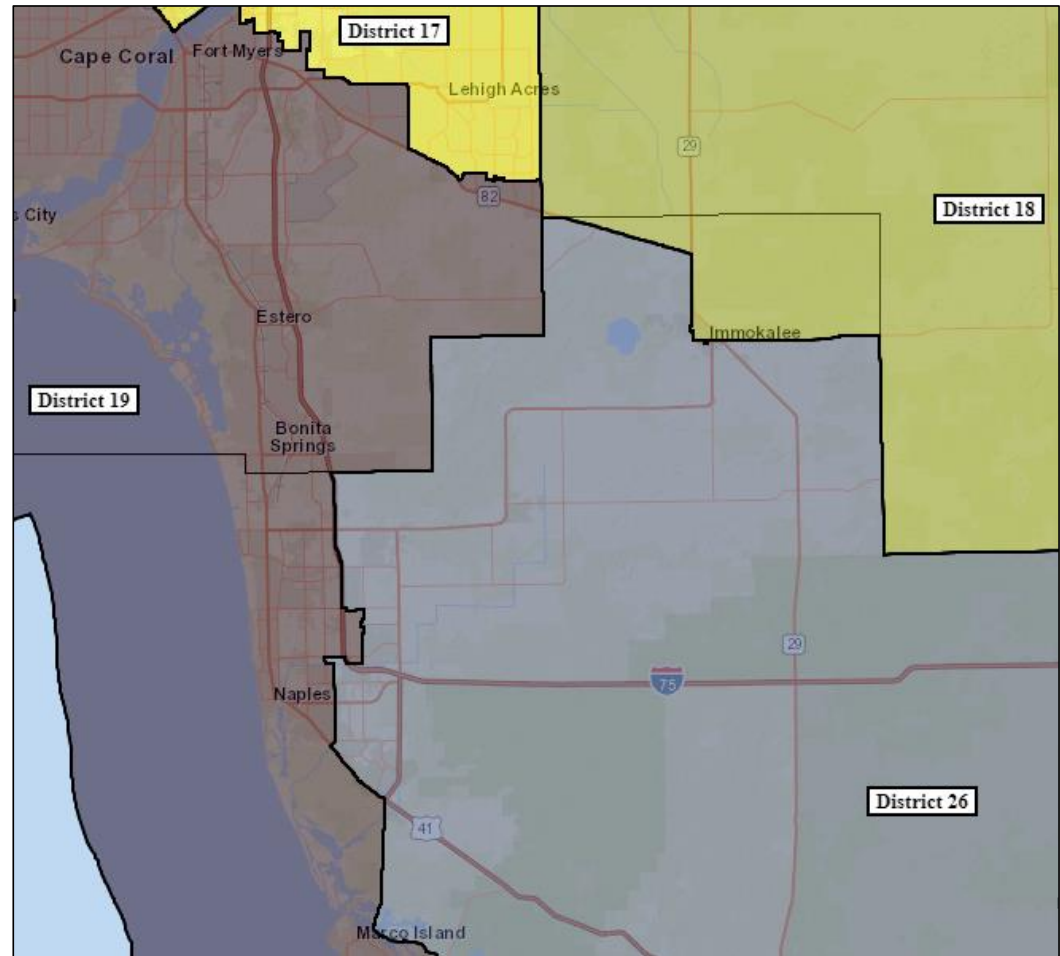 District 17
Cape Coral
Fort Myers
Lehigh Acres
29
82
District 18
s City
Estero
Immokalee
District 19
Bonita
Springs
29
75
Naples
District 26
41
Marco Island